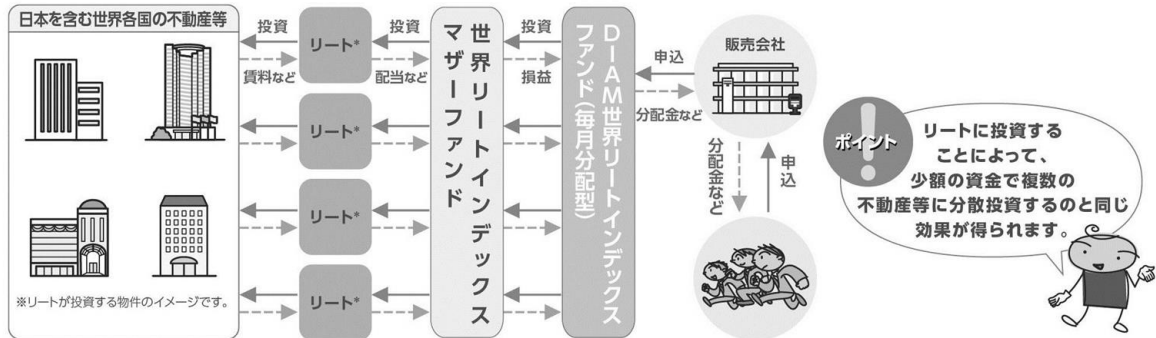 日本を含む世界各国の不動産等
※リートが投資する物件のイメージです。
投資
賃料など
リート*
リート*
リート*
リート*
投資
配当など
世界リートインデックス
マザーファンド
投資
損益
DIAM世界リートインデックス
ファンド(毎月分配型)
申込
分配金など
販売会社
分配金など
申込
ポイント
リートに投資する
ことによって、
少額の資金で複数の
不動産等に分散投資するのと同じ
効果が得られます。